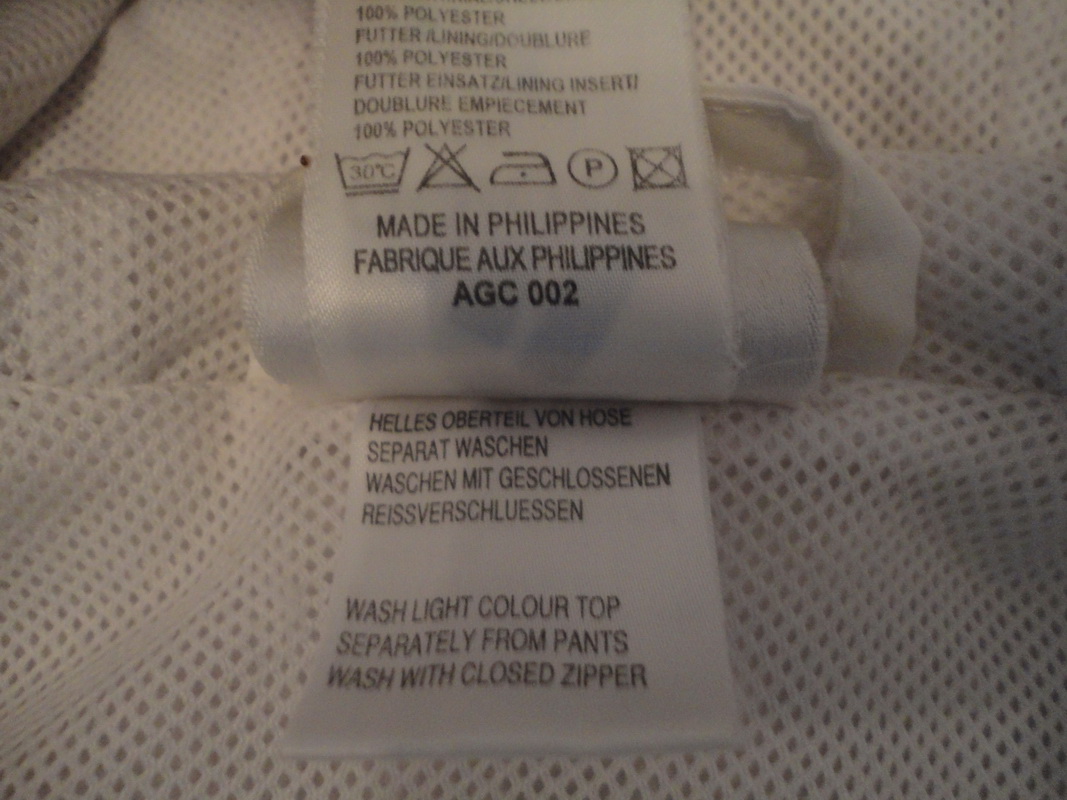 100% POLYESTER
FUTTER/LINING/DOUBLURE
100% POLYESTER
FUTTER EINSATZ/LINING INSERT/
DOUBLURE EMPIECEMENT
100% POLYESTER
30°C P
MADE IN PHILIPPINES
FABRIQUE AUX PHILIPPINES
AGC 002
HELLES OBERTEIL VON HOSE
SEPARAT WASCHEN
WASCHEN MIT GESCHLOSSENEN
REISSVERSCHLUESSEN
WASH LIGHT COLOUR TOP
SEPARATELY FROM PANTS
WASH WITH CLOSED ZIPPER